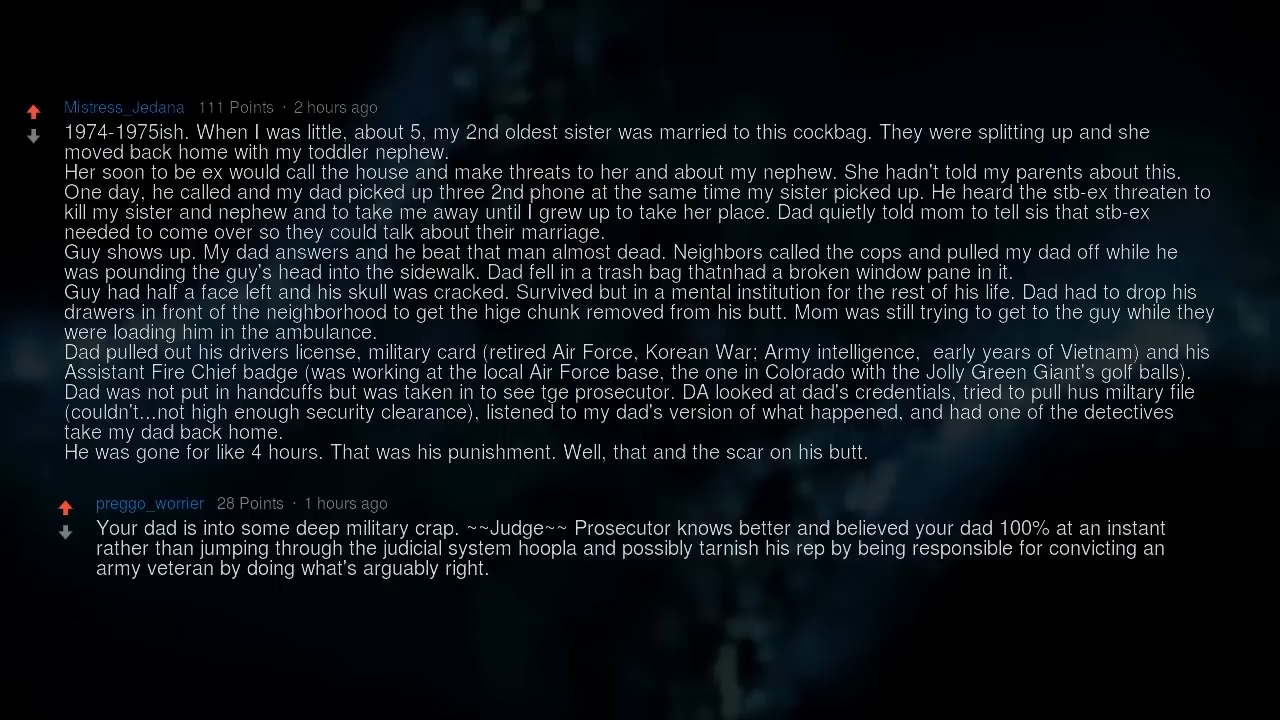 Mistress_Jedana 111 Points · 2 hours ago
1974-1975ish. When I was little, about 5, my 2nd oldest sister was married to this cockbag. They were splitting up and she
moved back home with my toddler nephew.
Her soon to be ex would call the house and make threats to her and about my nephew. She hadn't told my parents about this.
One day, he called and my dad picked up three 2nd phone at the same time my sister picked up. He heard the stb-ex threaten to
kill my sister and nephew and to take me away until I grew up to take her place. Dad quietly told mom to tell sis that stb-ex
needed to come over so they could talk about their marriage.
Guy shows up. My dad answers and he beat that man almost dead. Neighbors called the cops and pulled my dad off while he
was pounding the guy's head into the sidewalk. Dad fell in a trash bag thatnhad a broken window pane in it.
Guy had half a face left and his skull was cracked. Survived but in a mental institution for the rest of his life. Dad had to drop his
drawers in front of the neighborhood to get the hige chunk removed from his butt. Mom was still trying to get to the guy while they
were loading him in the ambulance.
Dad pulled out his drivers license, military card (retired Air Force, Korean War; Army intelligence,  early years of Vietnam) and his
Assistant Fire Chief badge (was working at the local Air Force base, the one in Colorado with the Jolly Green Giant's golf balls).
Dad was not put in handcuffs but was taken in to see tge prosecutor. DA looked at dad's credentials, tried to pull hus military file
(couldn't...not high enough security clearance), listened to my dad's version of what happened, and had one of the detectives
take my dad back home.
He was gone for like 4 hours. That was his punishment. Well, that and the scar on his butt.
preggo_worrier 28 Points · 1 hours ago
Your dad is into some deep military crap. ~~Judge~~ Prosecutor knows better and believed your dad 100% at an instant
rather than jumping through the judicial system hoopla and possibly tarnish his rep by being responsible for convicting an
army veteran by doing what's arguably right.